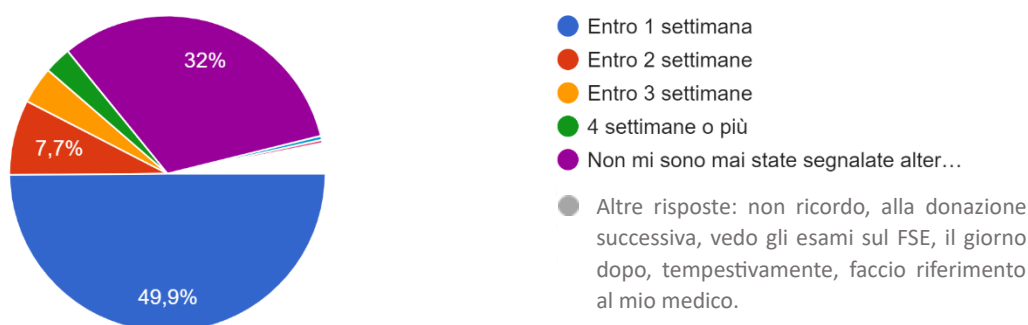 32%
7,7%
49,9%
Entro 1 settimana
Entro 2 settimane
Entro 3 settimane
4 settimane o più
Non mi sono mai state segnalate alter…
Altre risposte: non ricordo, alla donazione
successiva, vedo gli esami sul FSE, il giorno
dopo, tempestivamente, faccio riferimento
al mio medico.